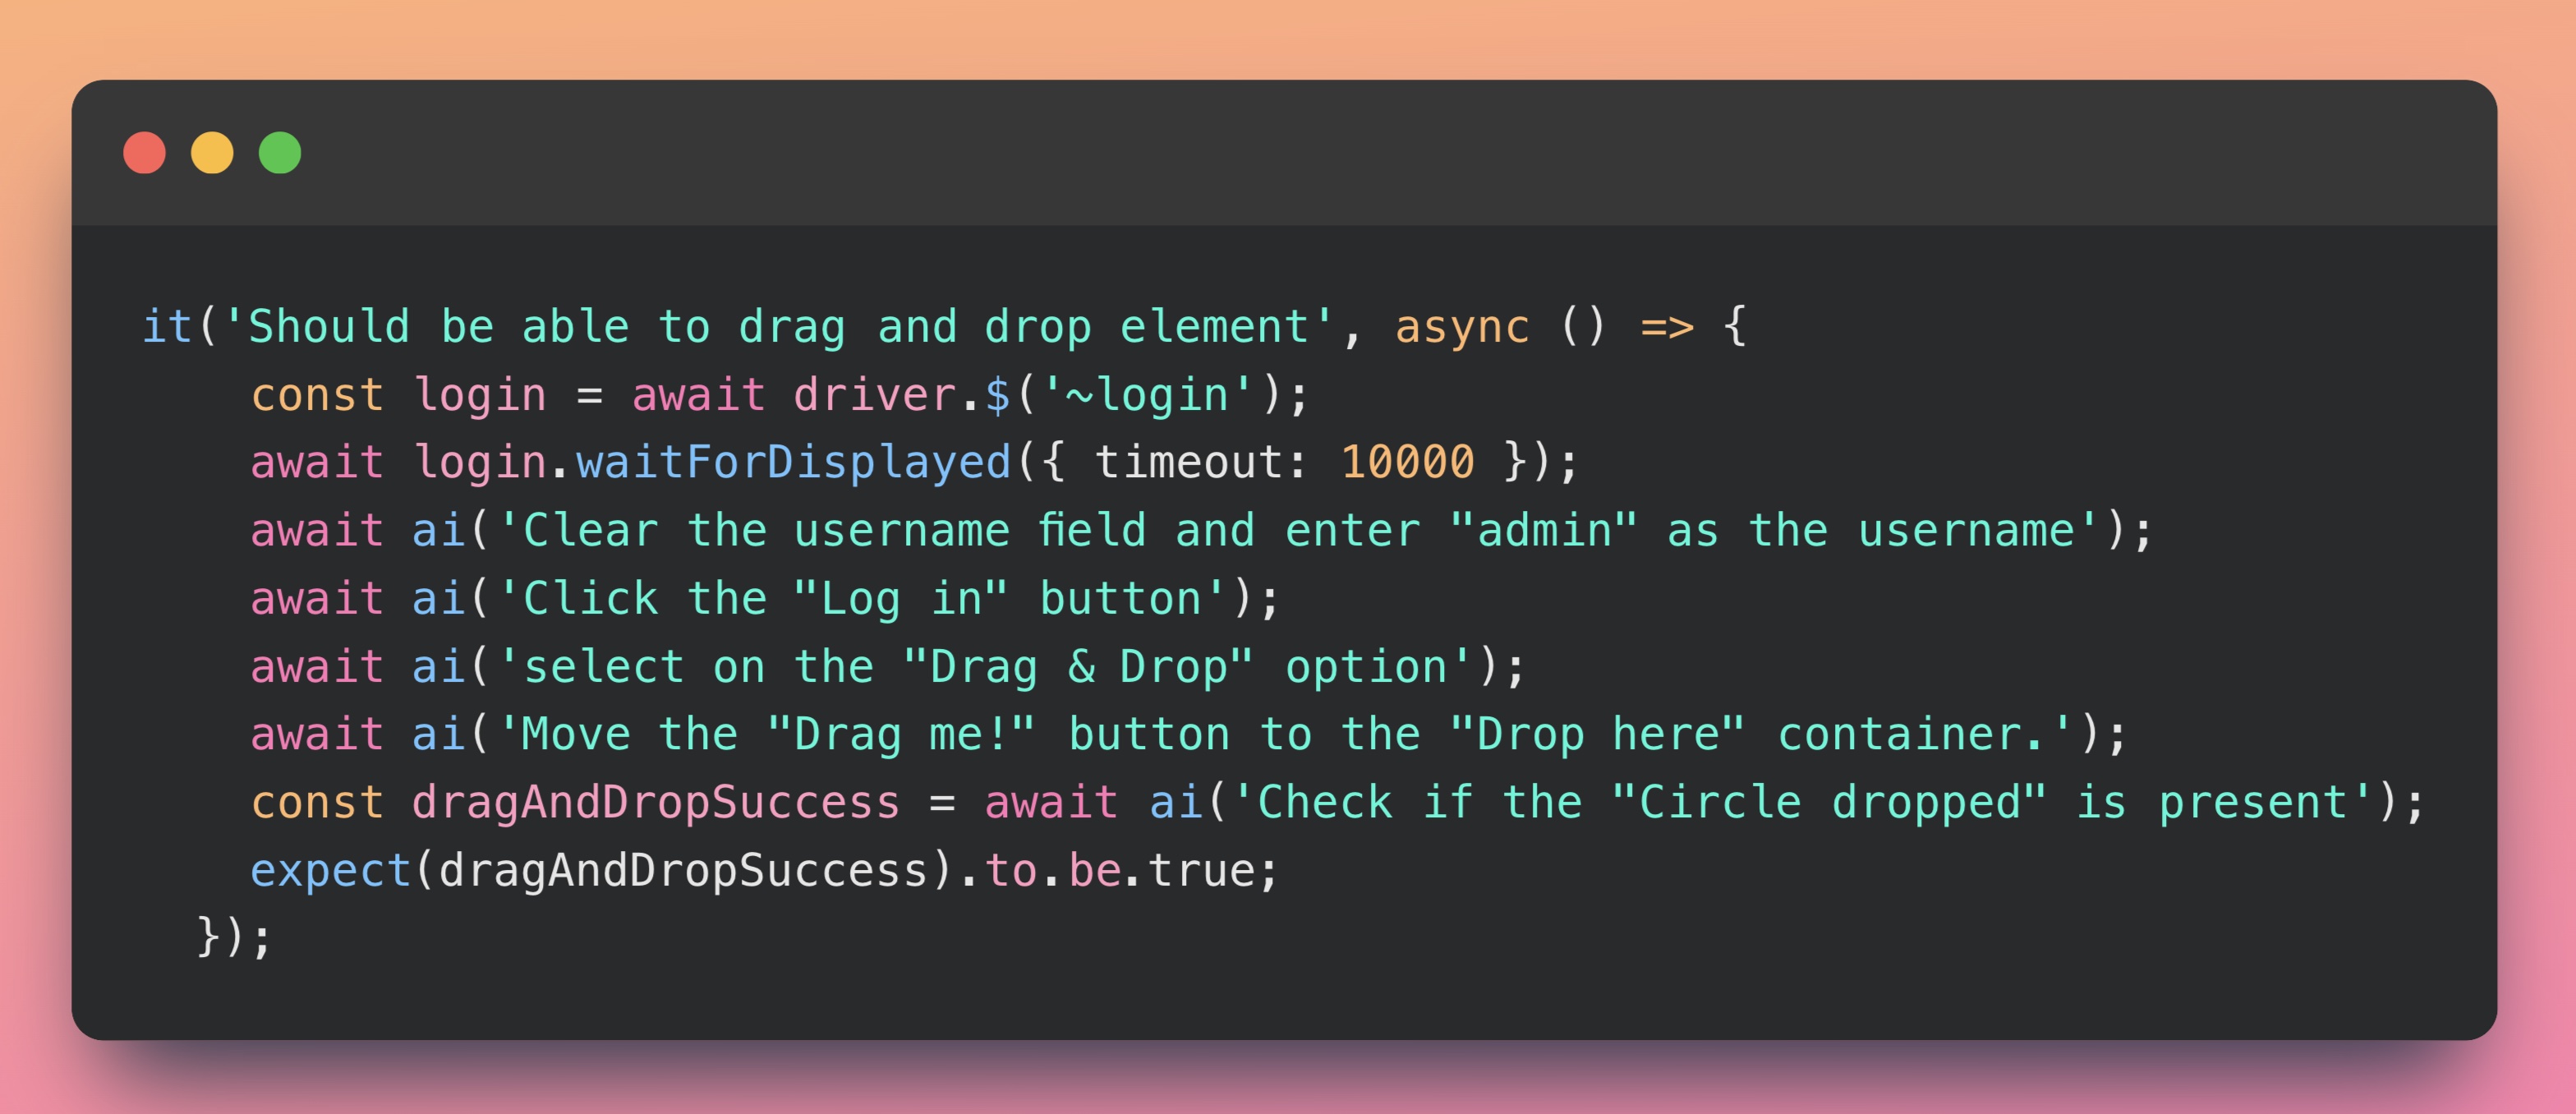 it('Should be able to drag and drop element', async () => {
    const login = await driver.$('~login');
    await login.waitForDisplayed({ timeout: 10000 });
    await ai('Clear the username field and enter "admin" as the username');
    await ai('Click the "Log in" button');
    await ai('select on the "Drag & Drop" option');
    await ai('Move the "Drag me!" button to the "Drop here" container.');
    const dragAndDropSuccess = await ai('Check if the "Circle dropped" is present');
    expect(dragAndDropSuccess).to.be.true;
  });